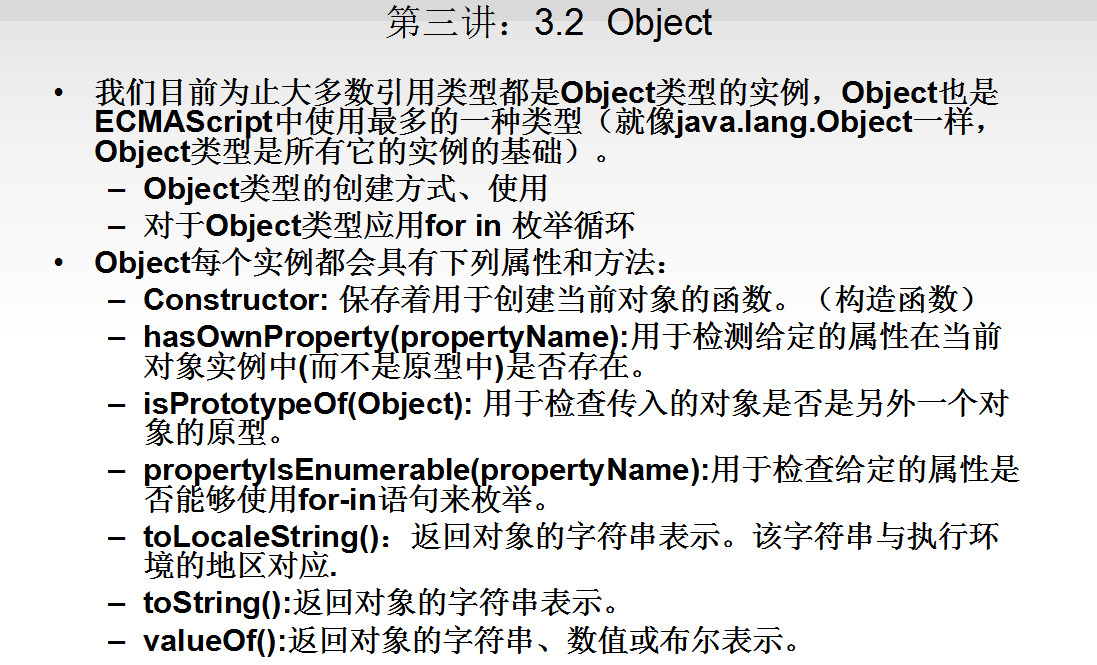 第三讲：3.2 Object
• 我们目前为止大多数引用类型都是Object类型的实例，Object也是
ECMAScript中使用最多的一种类型（就像java.lang.Object一样，
Object类型是所有它的实例的基础）。
– Object类型的创建方式、使用
– 对于Object类型应用for in 枚举循环
• Object每个实例都会具有下列属性和方法：
– Constructor: 保存着用于创建当前对象的函数。（构造函数）
– hasOwnProperty(propertyName):用于检测给定的属性在当前
对象实例中(而不是原型中)是否存在。
– isPrototypeOf(Object): 用于检查传入的对象是否是另外一个对
象的原型。
– propertyIsEnumerable(propertyName):用于检查给定的属性是
否能够使用for-in语句来枚举。
– toLocaleString()：返回对象的字符串表示。该字符串与执行环
境的地区对应.
– toString():返回对象的字符串表示。
– valueOf():返回对象的字符串、数值或布尔表示。